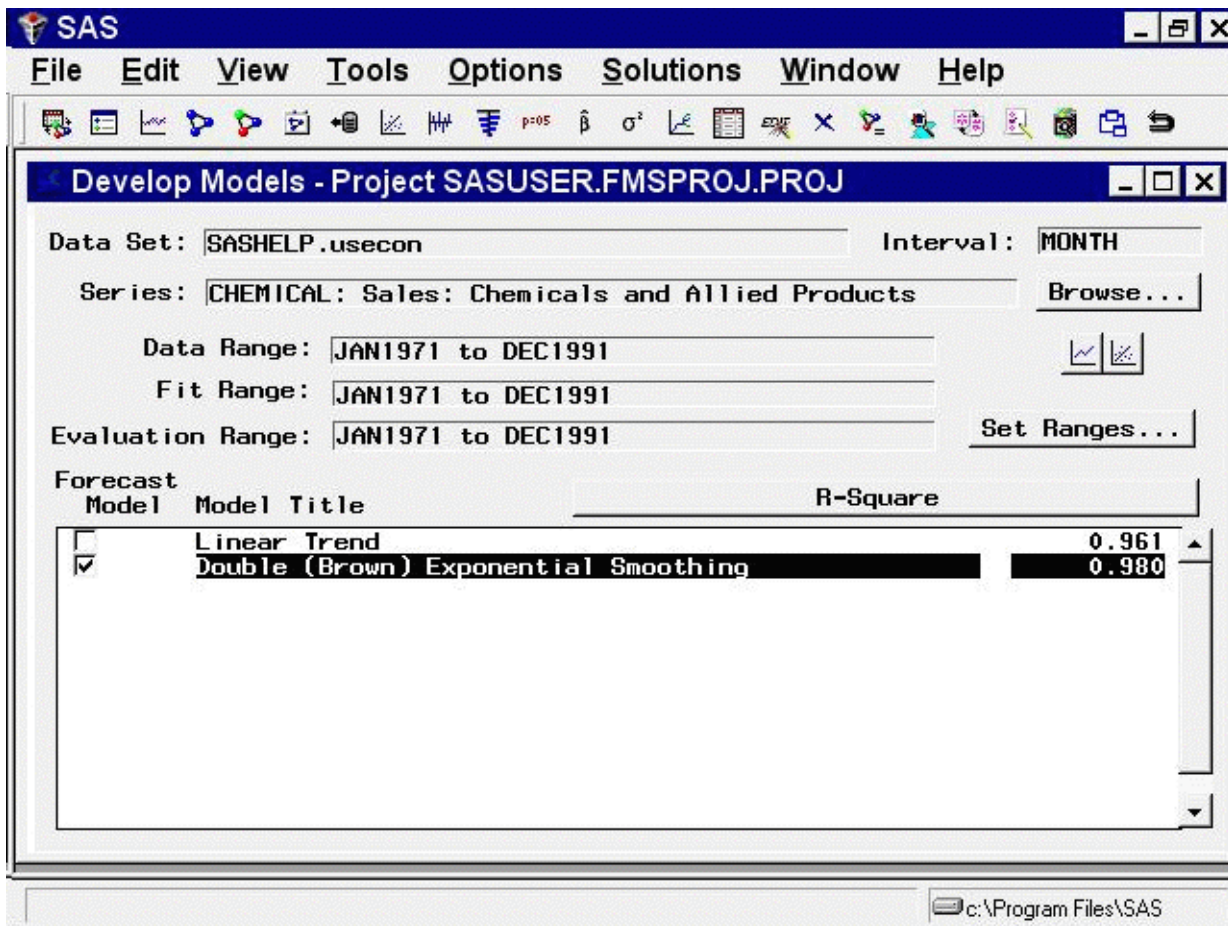 SAS
File Edit View Tools Options Solutions Window Help
p=05 β̂ σ² EDIT
Develop Models - Project SASUSER.FMSPROJ.PROJ
Data Set: SASHELP.usecon Interval: MONTH
Series: CHEMICAL: Sales: Chemicals and Allied Products Browse...
Data Range: JAN1971 to DEC1991
Fit Range: JAN1971 to DEC1991
Evaluation Range: JAN1971 to DEC1991 Set Ranges...
Forecast
Model Model Title R-Square
Linear Trend 0.961
Double (Brown) Exponential Smoothing 0.980
c:\Program Files\SAS